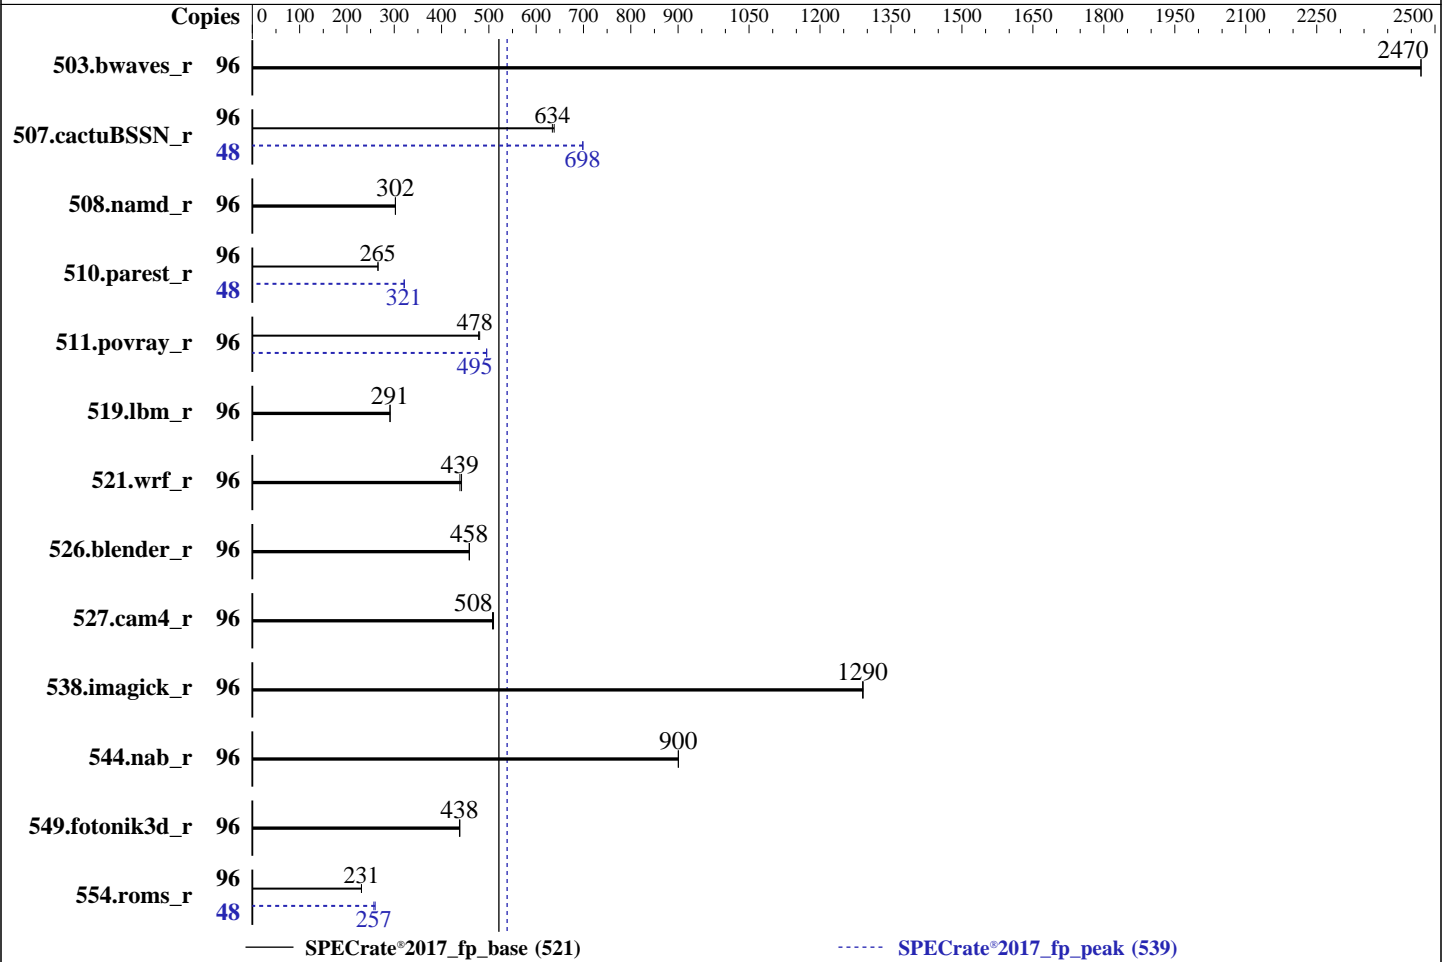 Copies 0 100 200 300 400 500 600 700 800 900 1050 1200 1350 1500 1650 1800 1950 2100 2250 2500
503.bwaves_r 96 2470
507.cactuBSSN_r 96 634
48 698
508.namd_r 96 302
510.parest_r 96 265
48 321
511.povray_r 96 478
495
519.lbm_r 96 291
521.wrf_r 96 439
526.blender_r 96 458
527.cam4_r 96 508
538.imagick_r 96 1290
544.nab_r 96 900
549.fotonik3d_r 96 438
554.roms_r 96 231
48 257
SPECrate®2017_fp_base (521) SPECrate®2017_fp_peak (539)